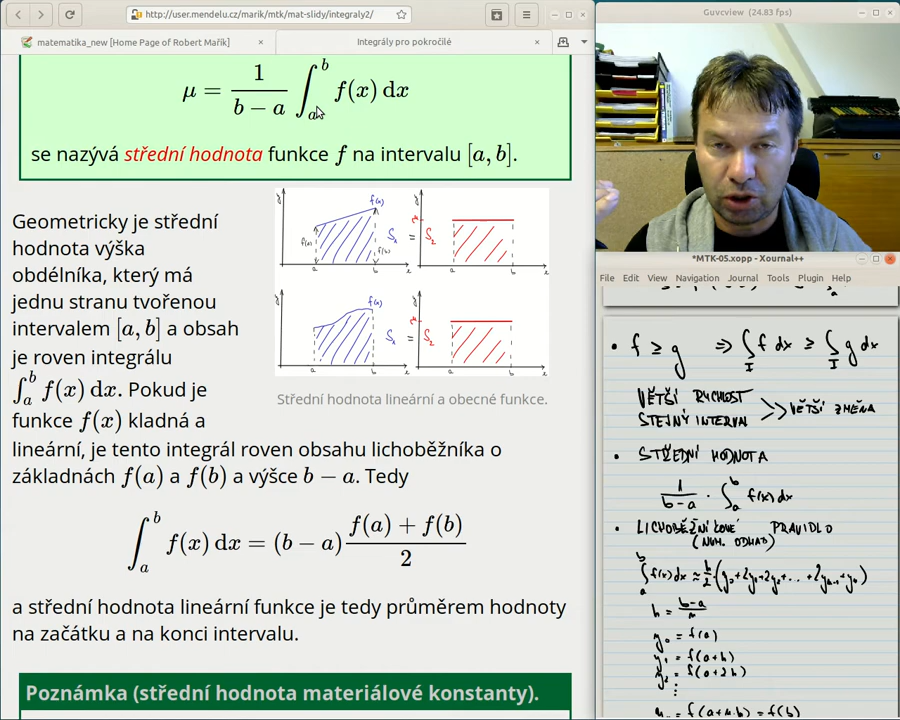 http://user.mendelu.cz/marik/mtk/mat-slidy/integraly2/
matematika_new [Home Page of Robert Mařík]
Integrály pro pokročilé
μ = 1/(b − a) ∫_a^b f(x) dx
se nazývá střední hodnota funkce f na intervalu [a, b].
Geometricky je střední
hodnota výška
obdélníka, který má
jednu stranu tvořenou
intervalem [a, b] a obsah
je roven integrálu
∫_a^b f(x) dx. Pokud je
funkce f(x) kladná a
lineární, je tento integrál roven obsahu lichoběžníka o
základnách f(a) a f(b) a výšce b − a. Tedy
y f(a) f(a) f(b) S₁ a b x
= y S₂ a b x
y f(a) S₁ a b x
= y S₂ a b x
Střední hodnota lineární a obecné funkce.
∫_a^b f(x) dx = (b − a) (f(a) + f(b))/2
a střední hodnota lineární funkce je tedy průměrem hodnoty
na začátku a na konci intervalu.
Poznámka (střední hodnota materiálové konstanty).
Guvcview (24.83 fps)
*MTK-05.xopp - Xournal++
File Edit View Navigation Journal Tools Plugin Help
• f ≥ g ⇒ ∫_I f dx ≥ ∫_I g dx
VĚTŠÍ RYCHLOST
STEJNÝ INTERVAL >> VĚTŠÍ ZMĚNA
• STŘEDNÍ HODNOTA
1/(b−a) · ∫_a^b f(x) dx
• LICHOBĚŽNÍKOVÉ PRAVIDLO
(NUM. ODHAD)
∫_a^b f(x) dx ≈ h/2 (y₀ + 2y₁ + 2y₂ + ... + 2yₙ₋₁ + yₙ)
h = (b−a)/n
y₀ = f(a)
y₁ = f(a+h)
y₂ = f(a+2h)
⋮
yₙ = f(a+n·h) = f(b)